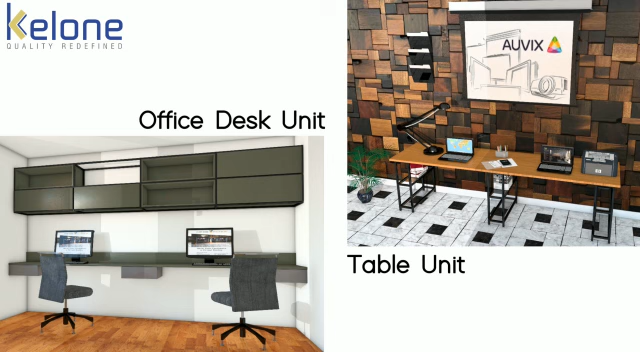 Kelone
QUALITY REDEFINED
AUVIX
Office Desk Unit
Table Unit